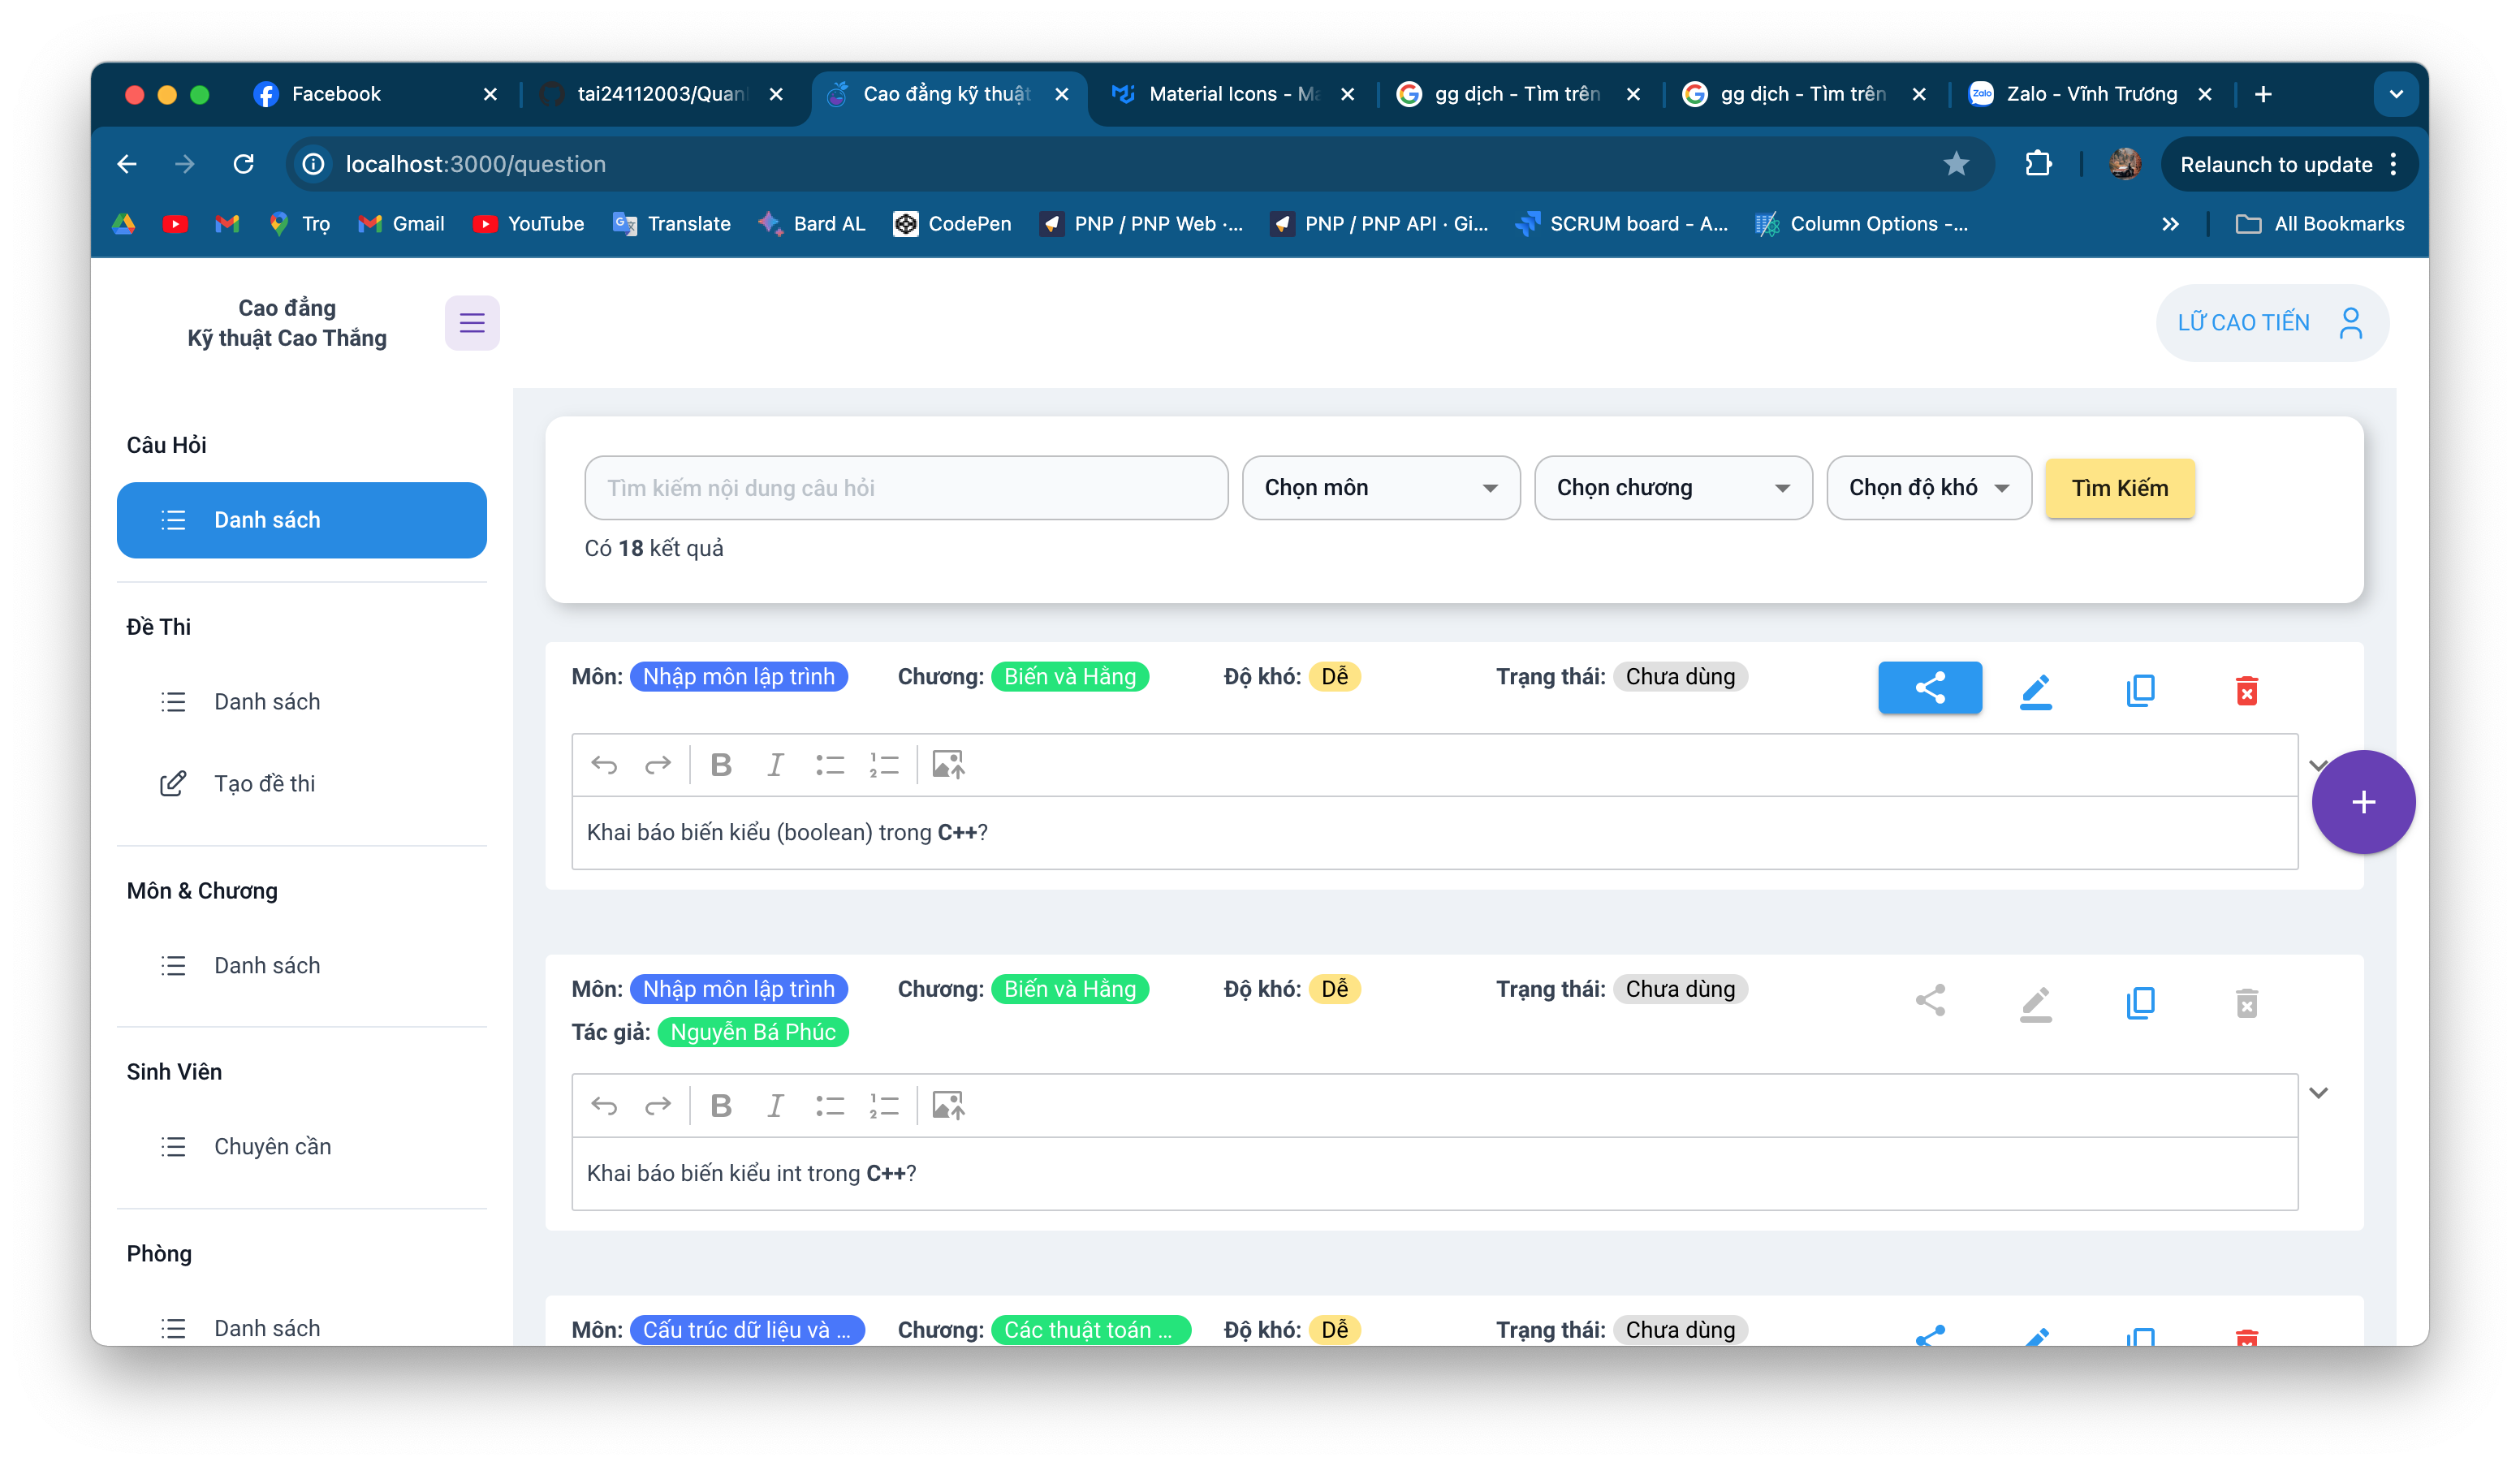 Facebook
tai24112003/Quan
Cao đẳng kỹ thuật
Material Icons - Ma
gg dịch - Tìm trên
gg dịch - Tìm trên
Zalo - Vĩnh Trương
localhost:3000/question
Relaunch to update
Trọ
Gmail
YouTube
Translate
Bard AL
CodePen
PNP / PNP Web ·...
PNP / PNP API · Gi...
SCRUM board - A...
Column Options -...
All Bookmarks
Cao đẳng
Kỹ thuật Cao Thắng
LỮ CAO TIẾN
Câu Hỏi
Danh sách
Đề Thi
Danh sách
Tạo đề thi
Môn & Chương
Danh sách
Sinh Viên
Chuyên cần
Phòng
Danh sách
Tìm kiếm nội dung câu hỏi
Chọn môn
Chọn chương
Chọn độ khó
Tìm Kiếm
Có 18 kết quả
Môn: Nhập môn lập trình Chương: Biến và Hằng Độ khó: Dễ Trạng thái: Chưa dùng
Khai báo biến kiểu (boolean) trong C++?
Môn: Nhập môn lập trình Chương: Biến và Hằng Độ khó: Dễ Trạng thái: Chưa dùng
Tác giả: Nguyễn Bá Phúc
Khai báo biến kiểu int trong C++?
Môn: Cấu trúc dữ liệu và ... Chương: Các thuật toán ... Độ khó: Dễ Trạng thái: Chưa dùng